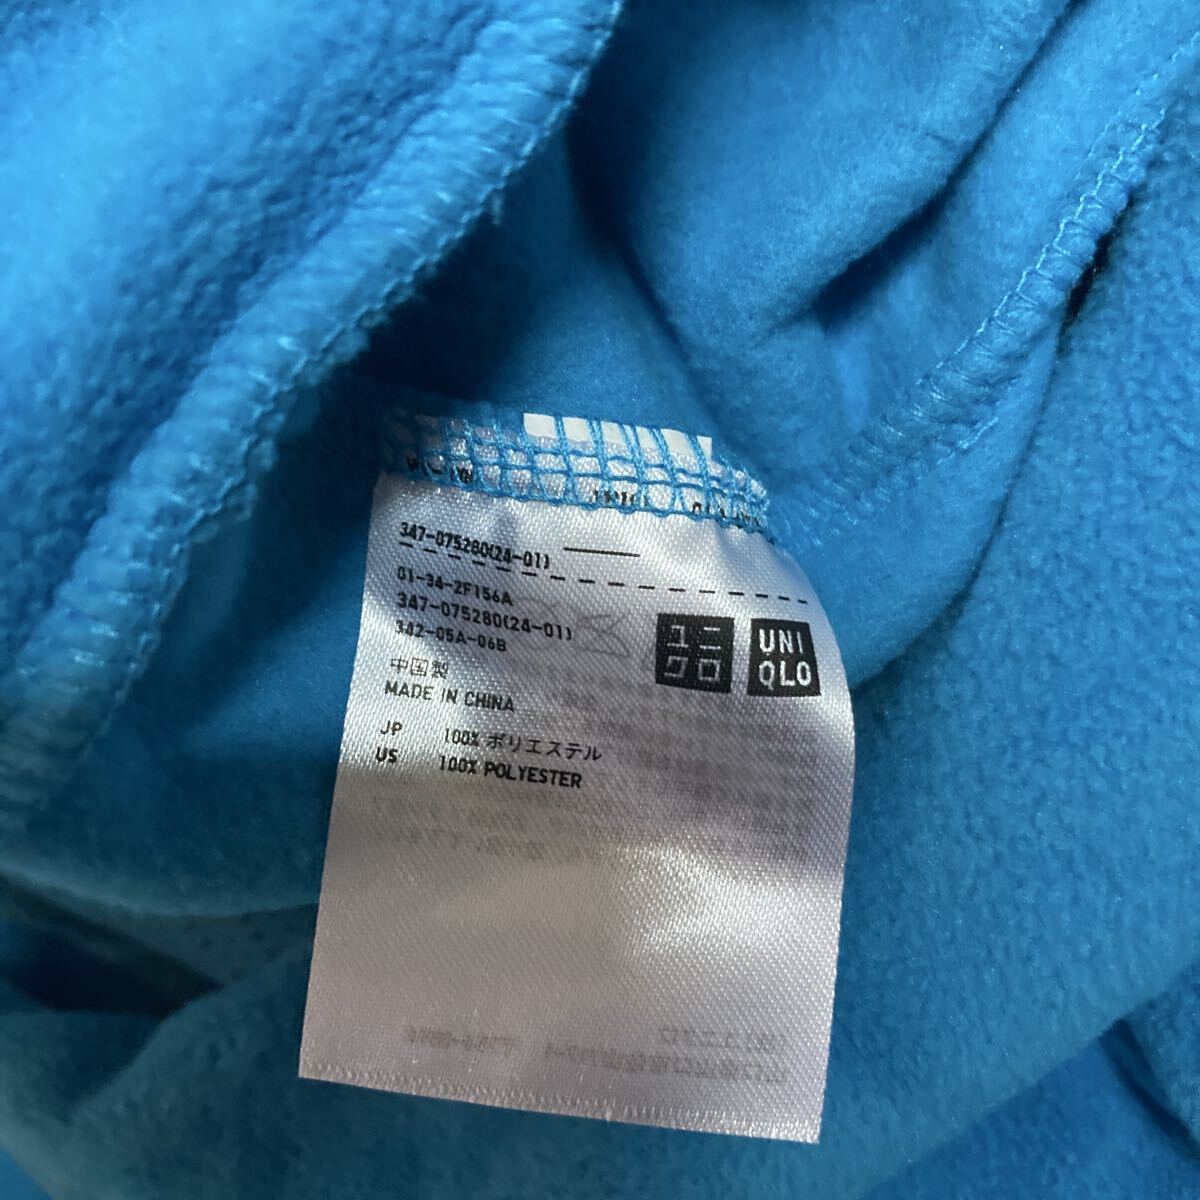 347-075280(24-01)
01-34-2F156A
347-075280(24-01)
342-05A-06B
中国製
MADE IN CHINA
JP 100% ポリエステル
US 100% POLYESTER
ユニ
クロ
UNI
QLO